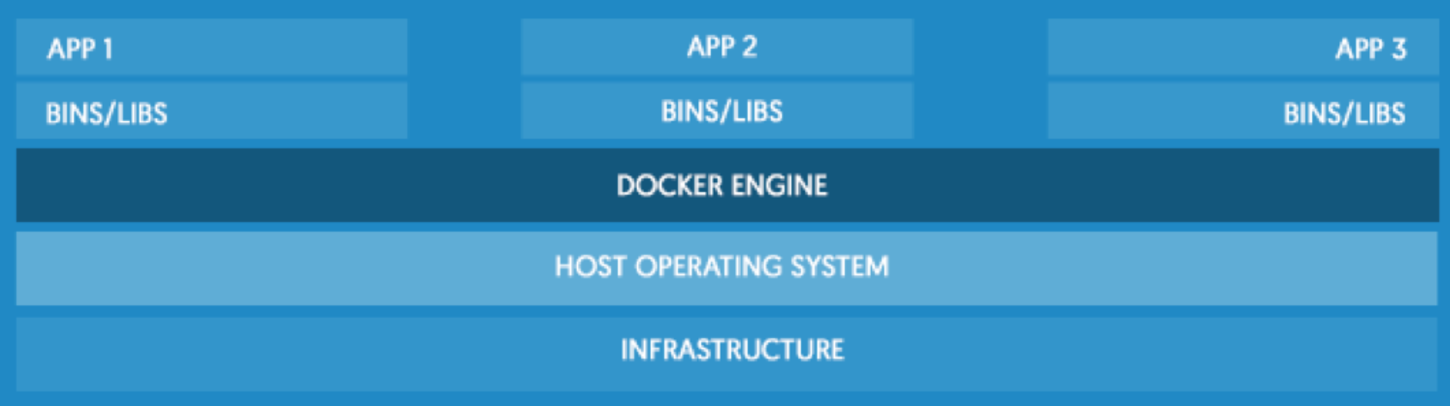 APP 1
APP 2
APP 3
BINS/LIBS
BINS/LIBS
BINS/LIBS
DOCKER ENGINE
HOST OPERATING SYSTEM
INFRASTRUCTURE